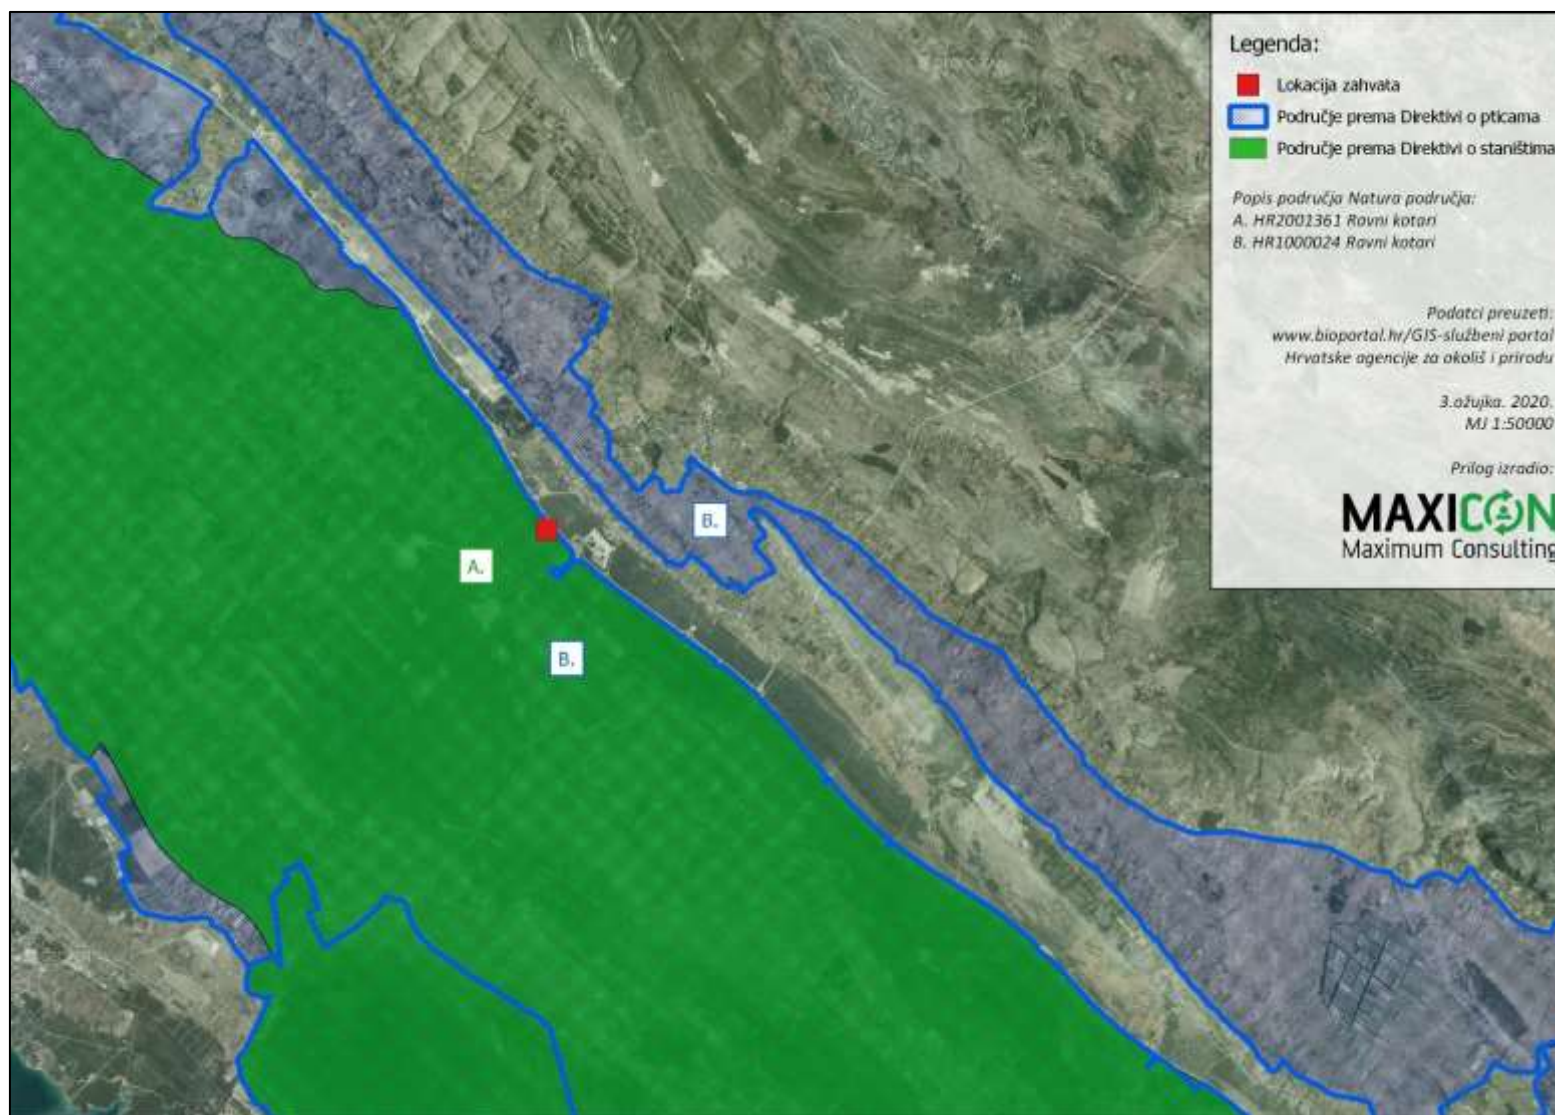 Legenda:
Lokacija zahvata
Područje prema Direktivi o pticama
Područje prema Direktivi o staništima
Popis područja Natura područja:
A. HR2001361 Ravni kotari
B. HR1000024 Ravni kotari
Podatci preuzeti:
www.bioportal.hr/GIS-službeni portal
Hrvatske agencije za okoliš i prirodu
3.ožujka. 2020.
MJ 1:50000
Prilog izradio:
MAXICON
Maximum Consulting
B.
A.
B.